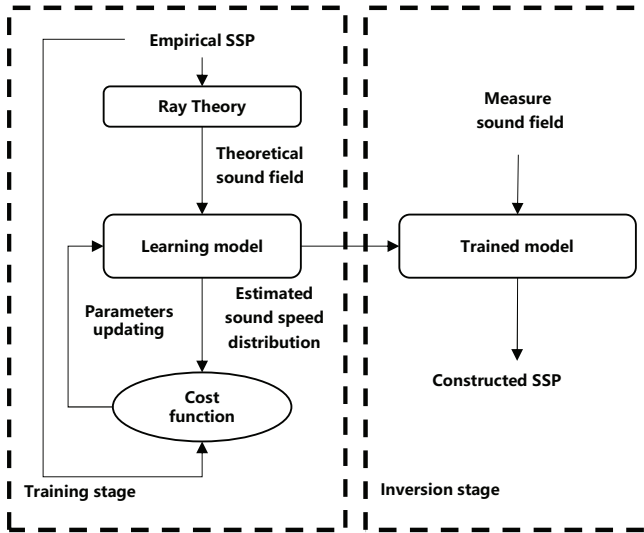 Empirical SSP
Ray Theory
Theoretical
sound field
Learning model
Parameters
updating
Estimated
sound speed
distribution
Cost
function
Training stage
Measure
sound field
Trained model
Constructed SSP
Inversion stage